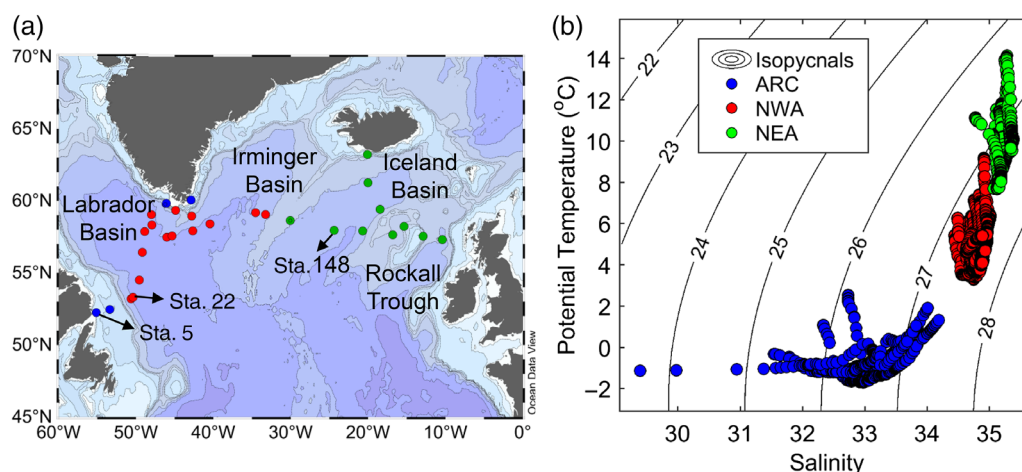 (a)
70°N
65°N
60°N
55°N
50°N
45°N
60°W
50°W
40°W
30°W
20°W
10°W
0°
Irminger
Basin
Iceland
Basin
Labrador
Basin
Sta.148
Rockall
Trough
Sta. 22
Sta. 5
Ocean Data View
(b)
Potential Temperature (°C)
14
12
10
8
6
4
2
0
−2
22
23
24
25
26
27
28
Isopycnals
ARC
NWA
NEA
30
31
32
33
34
35
Salinity